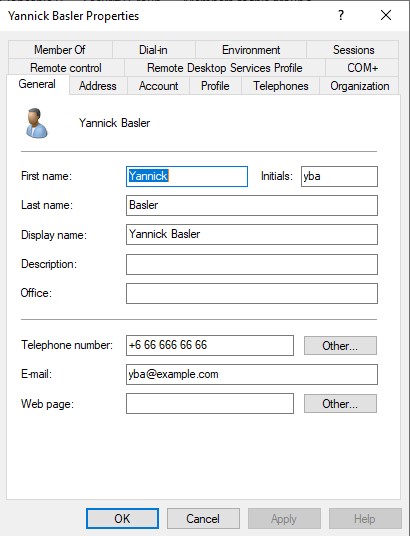 Yannick Basler Properties
? ×
Member Of Dial-in Environment Sessions
Remote control Remote Desktop Services Profile COM+
General Address Account Profile Telephones Organization
Yannick Basler
First name: Yannick Initials: yba
Last name: Basler
Display name: Yannick Basler
Description:
Office:
Telephone number: +6 66 666 66 66 Other...
E-mail: yba@example.com
Web page: Other...
OK Cancel Apply Help